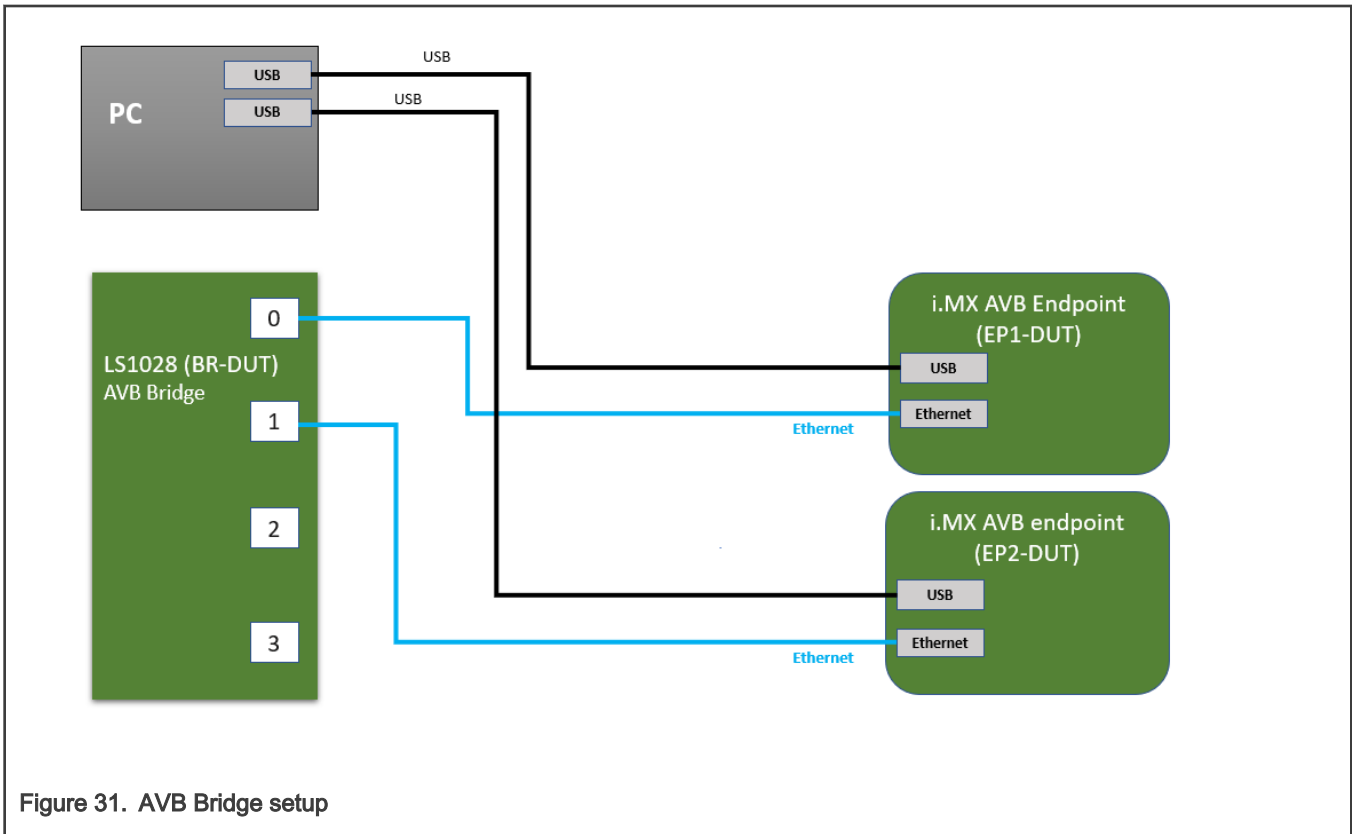 USB
USB
PC
USB
USB
0
LS1028 (BR-DUT)
AVB Bridge
1
2
3
i.MX AVB Endpoint
(EP1-DUT)
USB
Ethernet
Ethernet
i.MX AVB endpoint
(EP2-DUT)
USB
Ethernet
Ethernet
Figure 31. AVB Bridge setup